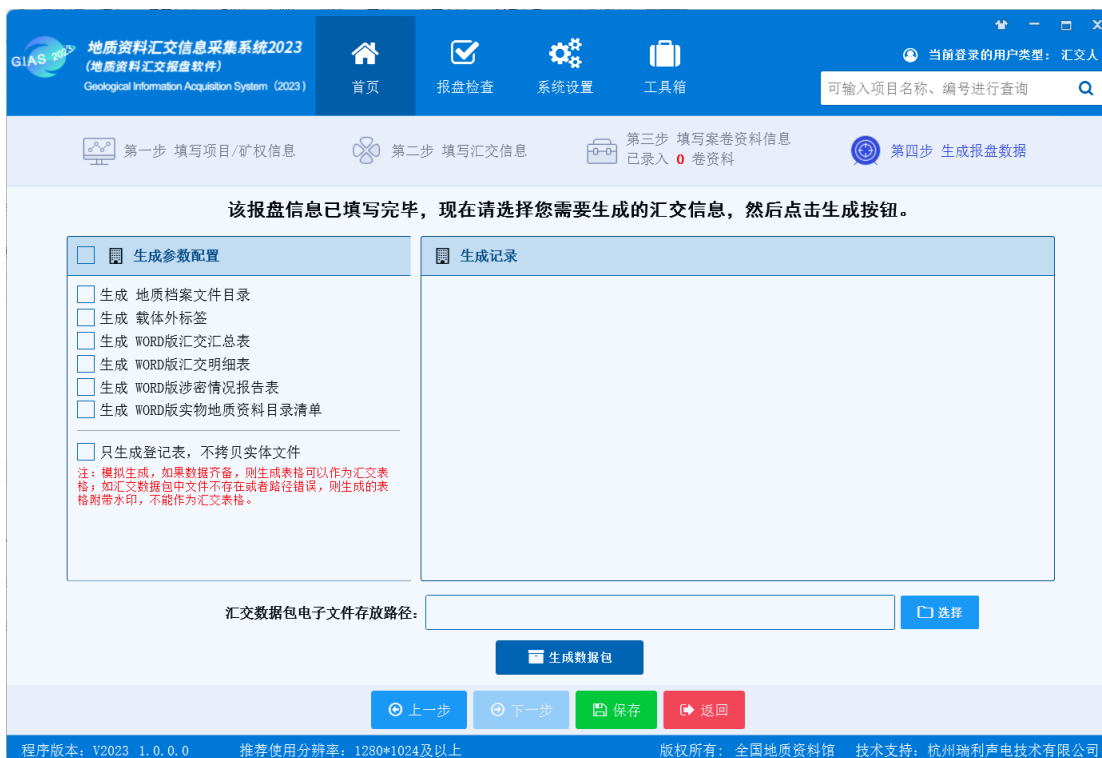 GIAS 2023
地质资料汇交信息采集系统2023
(地质资料汇交报盘软件)
Geological Information Acquisition System（2023）
首页
报盘检查
系统设置
工具箱
当前登录的用户类型: 汇交人
可输入项目名称、编号进行查询
第一步 填写项目/矿权信息
第二步 填写汇交信息
第三步 填写案卷资料信息
已录入 0 卷资料
第四步 生成报盘数据
该报盘信息已填写完毕，现在请选择您需要生成的汇交信息，然后点击生成按钮。
生成参数配置
生成 地质档案文件目录
生成 载体外标签
生成 WORD版汇交汇总表
生成 WORD版汇交明细表
生成 WORD版涉密情况报告表
生成 WORD版实物地质资料目录清单
只生成登记表，不拷贝实体文件
注：模拟生成，如果数据齐备，则生成表格可以作为汇交表
格；如汇交数据包中文件不存在或者路径错误，则生成的表
格附带水印，不能作为汇交表格。
生成记录
汇交数据包电子文件存放路径:
选择
生成数据包
上一步
下一步
保存
返回
程序版本: V2023 1.0.0.0
推荐使用分辨率: 1280*1024及以上
版权所有: 全国地质资料馆
技术支持: 杭州瑞利声电技术有限公司